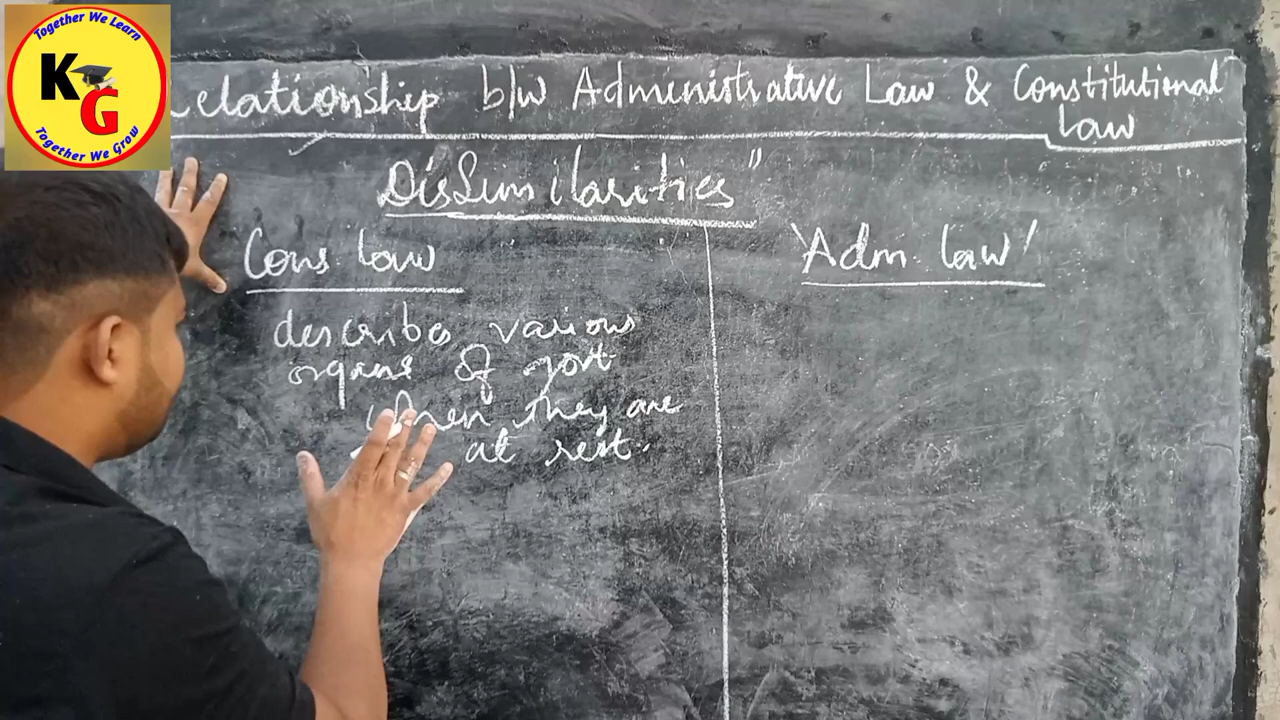 Together We Learn
KG
Together We Grow
elationship b/w Administrative Law & Constitutional
Law
Dissimilarities"
Cons. law
'Adm. law'
describes various
organs of govt
when they are
at rest.